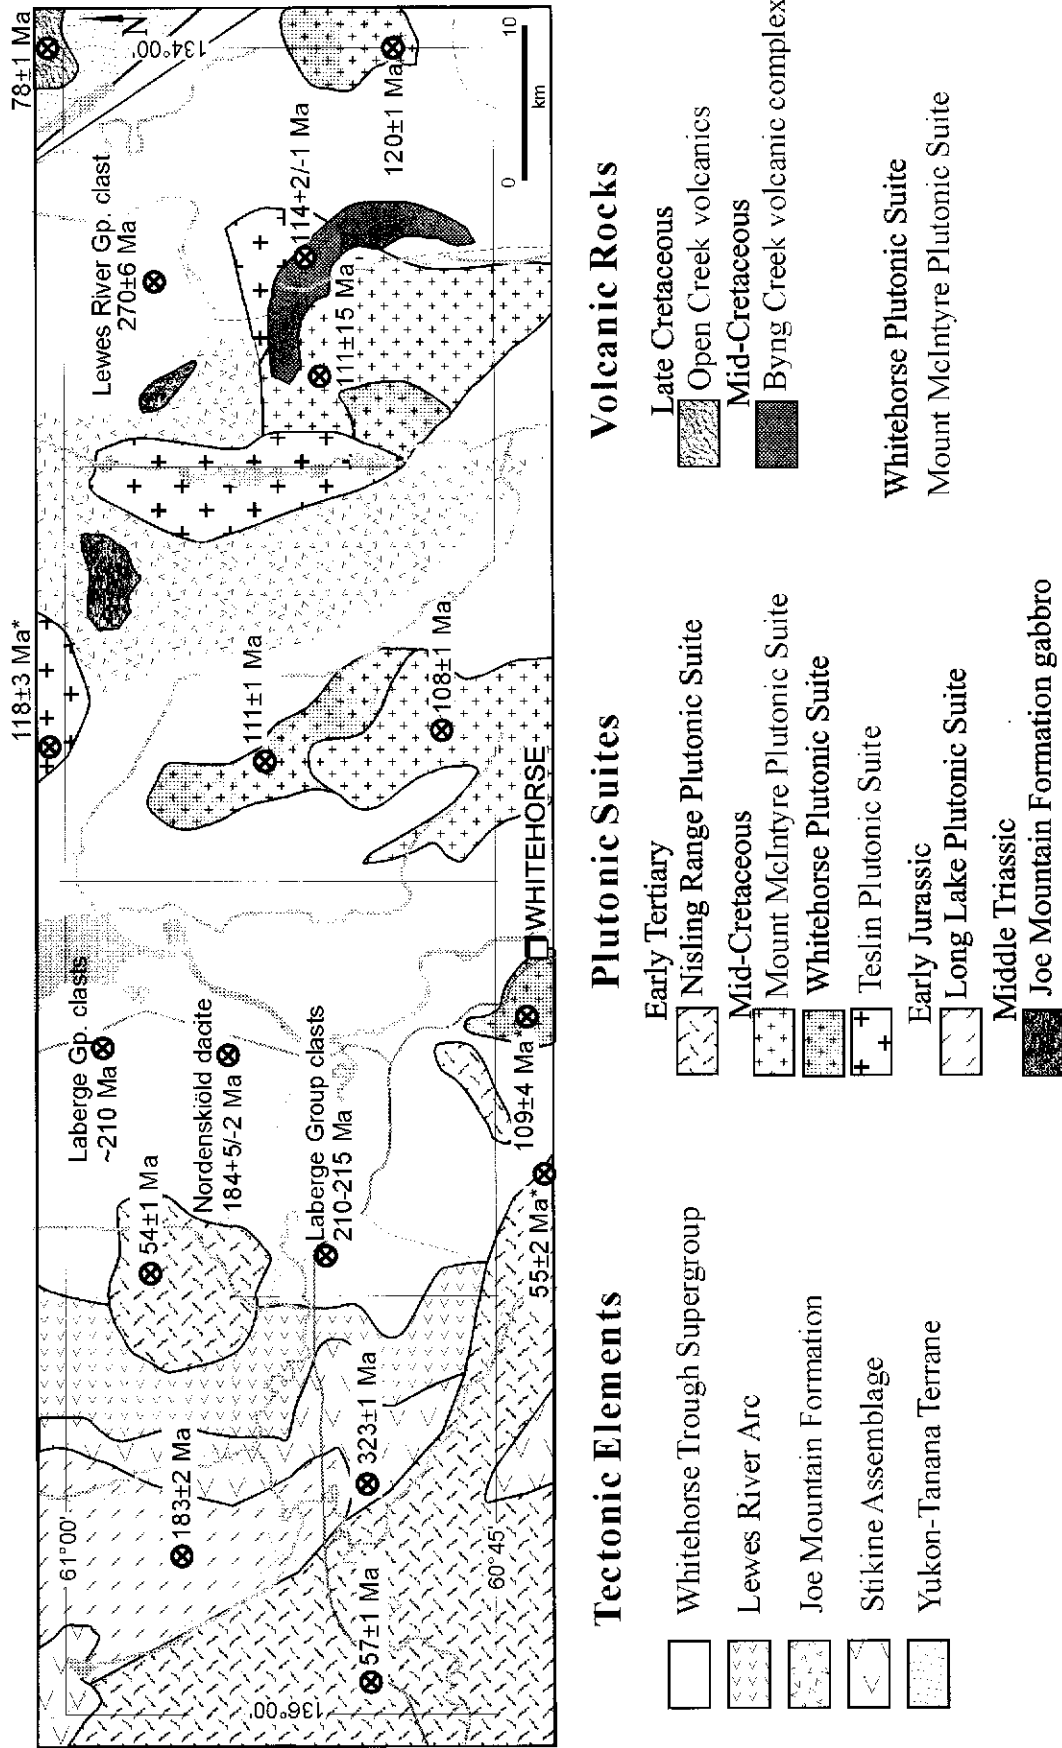 61°00'
60°45'
136°00'
134°00'
N
57±1 Ma
183±2 Ma
323±1 Ma
54±1 Ma
Laberge Gp. clasts
~210 Ma
Nordenskiöld dacite
184+5/-2 Ma
Laberge Group clasts
210-215 Ma
55±2 Ma*
109±4 Ma*
WHITEHORSE
118±3 Ma*
111±1 Ma
108±1 Ma
Lewes River Gp. clast
270±6 Ma
114+2/-1 Ma
111±15 Ma
120±1 Ma
78±1 Ma
0 10
km
Tectonic Elements
Whitehorse Trough Supergroup
Lewes River Arc
Joe Mountain Formation
Stikine Assemblage
Yukon-Tanana Terrane
Plutonic Suites
Early Tertiary
Nisling Range Plutonic Suite
Mid-Cretaceous
Mount McIntyre Plutonic Suite
Whitehorse Plutonic Suite
Teslin Plutonic Suite
Early Jurassic
Long Lake Plutonic Suite
Middle Triassic
Joe Mountain Formation gabbro
Volcanic Rocks
Late Cretaceous
Open Creek volcanics
Mid-Cretaceous
Byng Creek volcanic complex
Whitehorse Plutonic Suite
Mount McIntyre Plutonic Suite